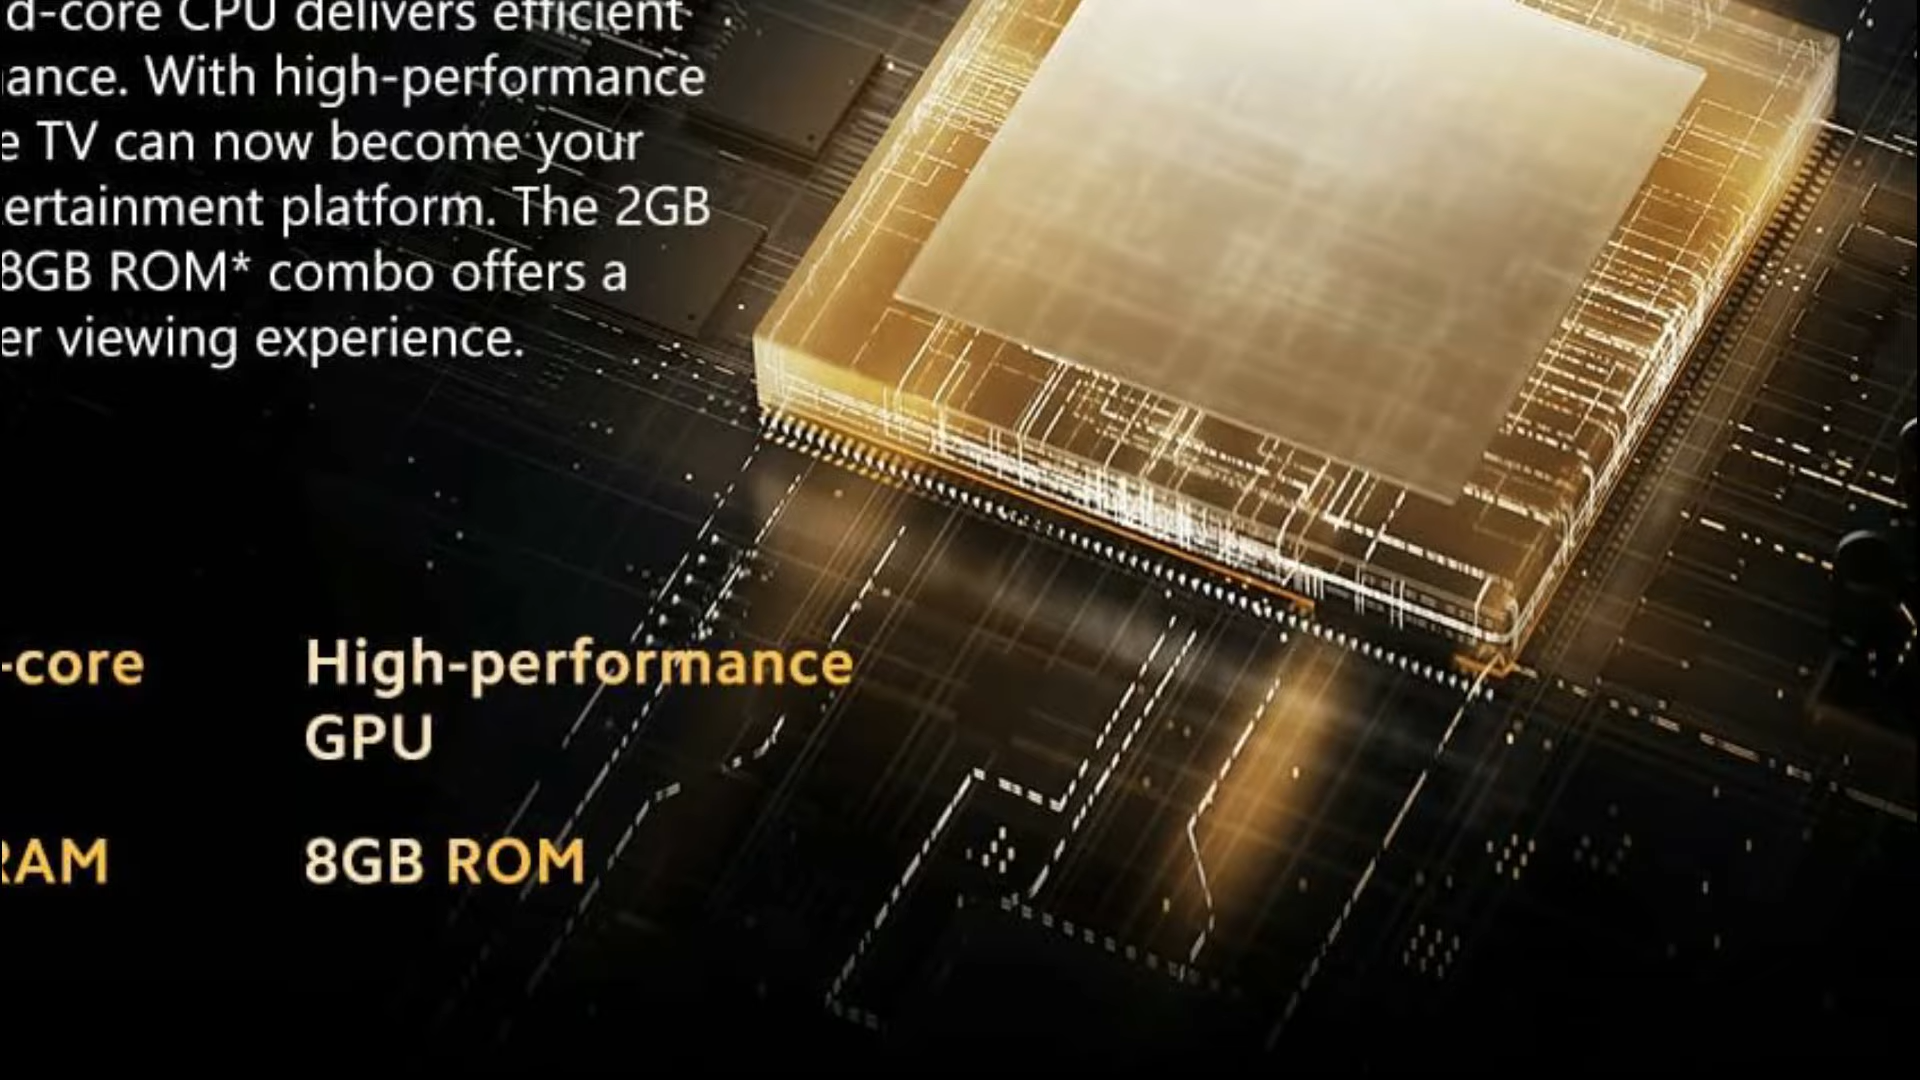 d-core CPU delivers efficient
ance. With high-performance
e TV can now become your
ertainment platform. The 2GB
8GB ROM* combo offers a
er viewing experience.
-core
High-performance
GPU
RAM
8GB ROM